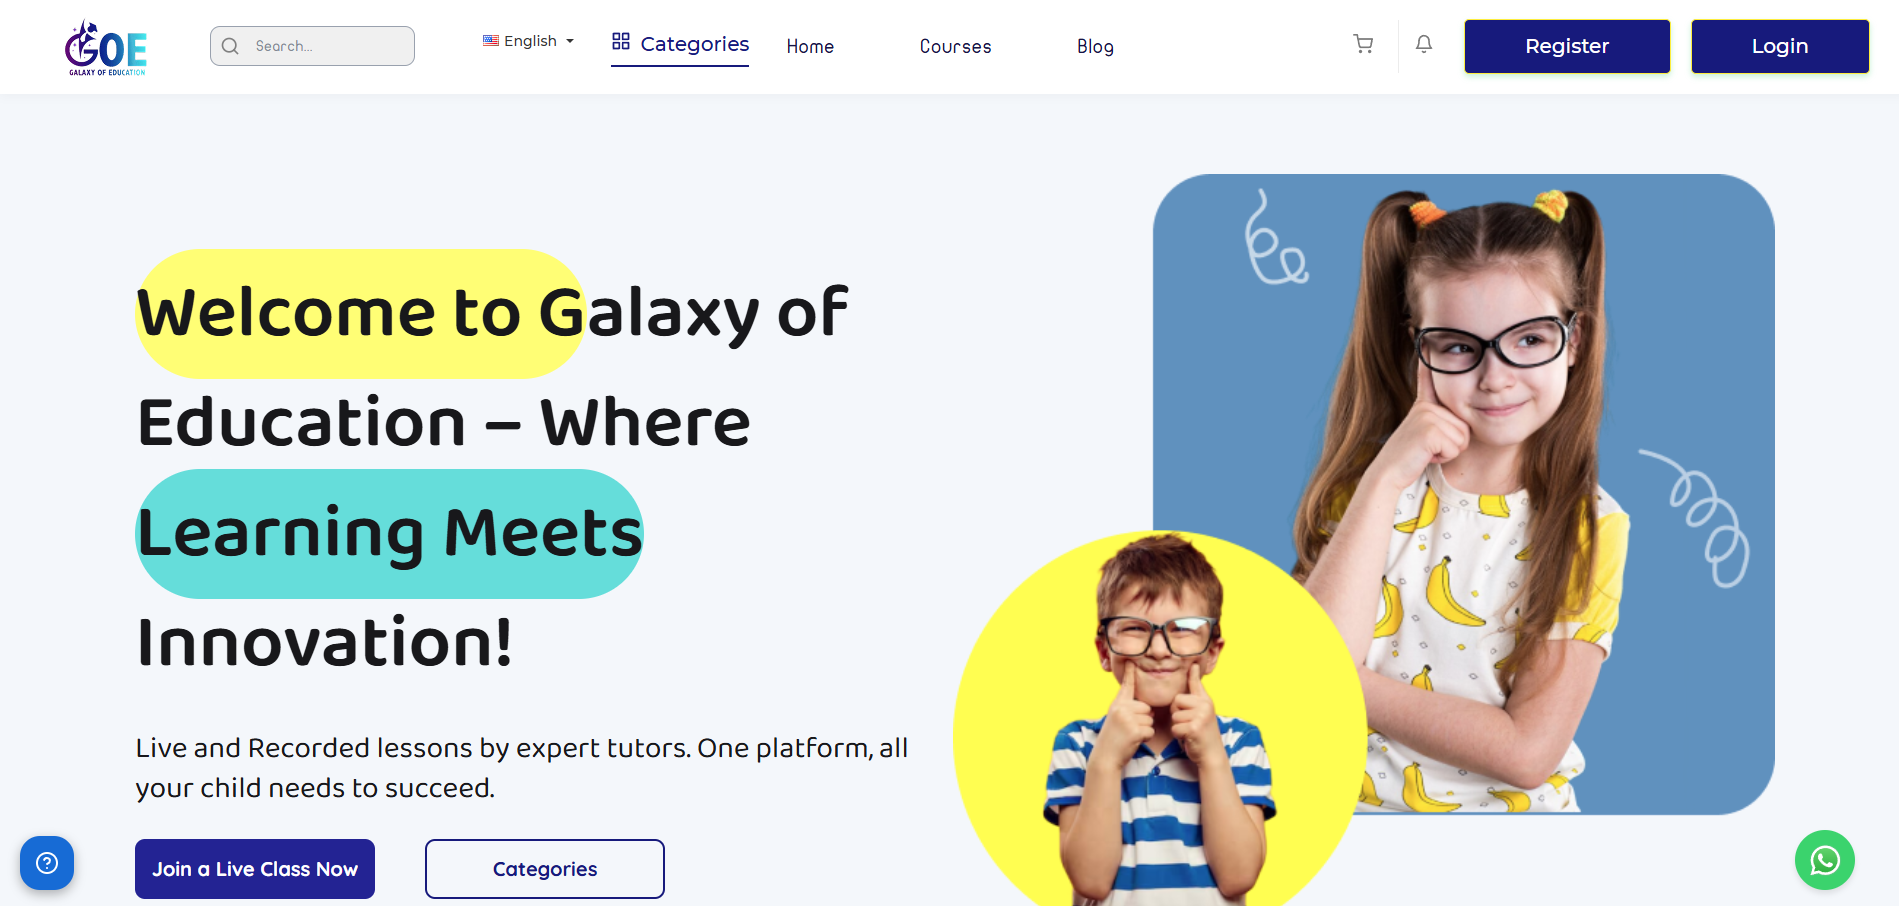 GOE
GALAXY OF EDUCATION
Search...
English
Categories
Home
Courses
Blog
Register
Login
Welcome to Galaxy of
Education – Where
Learning Meets
Innovation!
Live and Recorded lessons by expert tutors. One platform, all
your child needs to succeed.
Join a Live Class Now
Categories